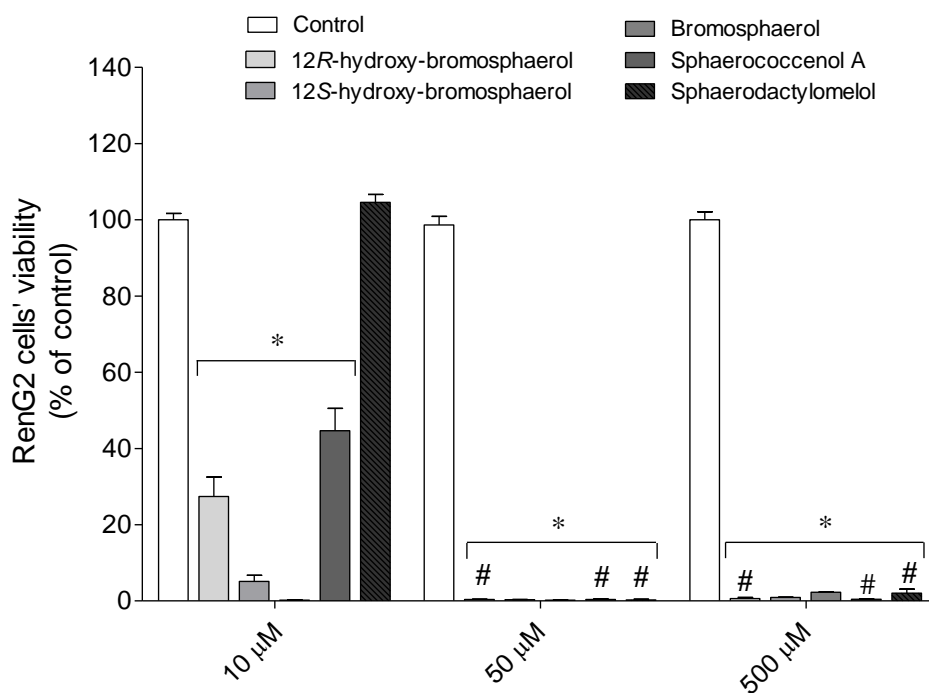 Control
12R-hydroxy-bromosphaerol
12S-hydroxy-bromosphaerol
Bromosphaerol
Sphaerococcenol A
Sphaerodactylomelol
RenG2 cells' viability
(% of control)
140
120
100
80
60
40
20
0
*
*
# # #
*
# # #
10 µM
50 µM
500 µM